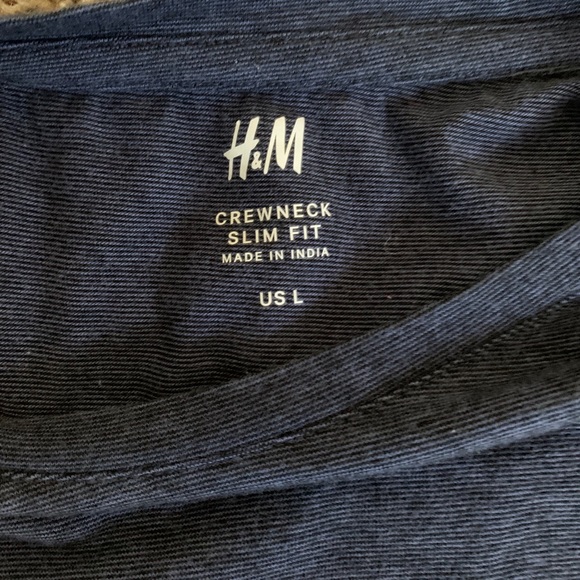 H&M
CREWNECK
SLIM FIT
MADE IN INDIA
US L